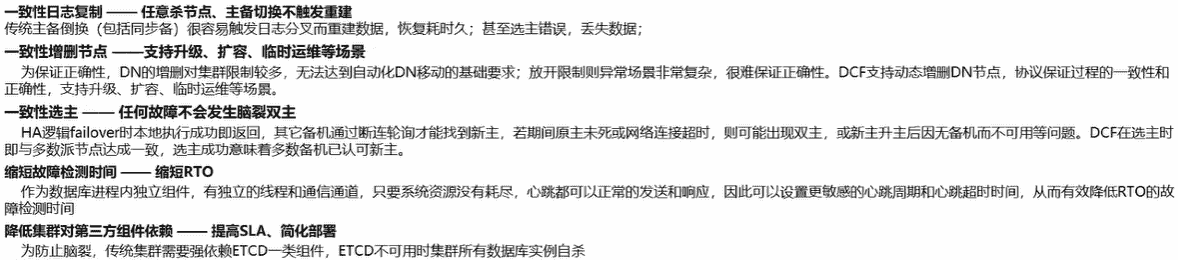 一致性日志复制 —— 任意杀节点、主备切换不触发重建
传统主备倒换（包括同步备）很容易触发日志分叉而重建数据，恢复耗时久；甚至选主错误，丢失数据；
一致性增删节点 ——支持升级、扩容、临时运维等场景
为保证正确性，DN的增删对集群限制较多，无法达到自动化DN移动的基础要求；放开限制则异常场景非常复杂，很难保证正确性。DCF支持动态增删DN节点，协议保证过程的一致性和
正确性，支持升级、扩容、临时运维等场景。
一致性选主 —— 任何故障不会发生脑裂双主
HA逻辑failover时本地执行成功即返回，其它备机通过断连轮询才能找到新主，若期间原主未死或网络连接超时，则可能出现双主，或新主升主后因无备机而不可用等问题。DCF在选主时
即与多数派节点达成一致，选主成功意味着多数备机已认可新主。
缩短故障检测时间 —— 缩短RTO
作为数据库进程内独立组件，有独立的线程和通信通道，只要系统资源没有耗尽，心跳都可以正常的发送和响应，因此可以设置更敏感的心跳周期和心跳超时时间，从而有效降低RTO的故
障检测时间
降低集群对第三方组件依赖 —— 提高SLA、简化部署
为防止脑裂，传统集群需要强依赖ETCD一类组件，ETCD不可用时集群所有数据库实例自杀